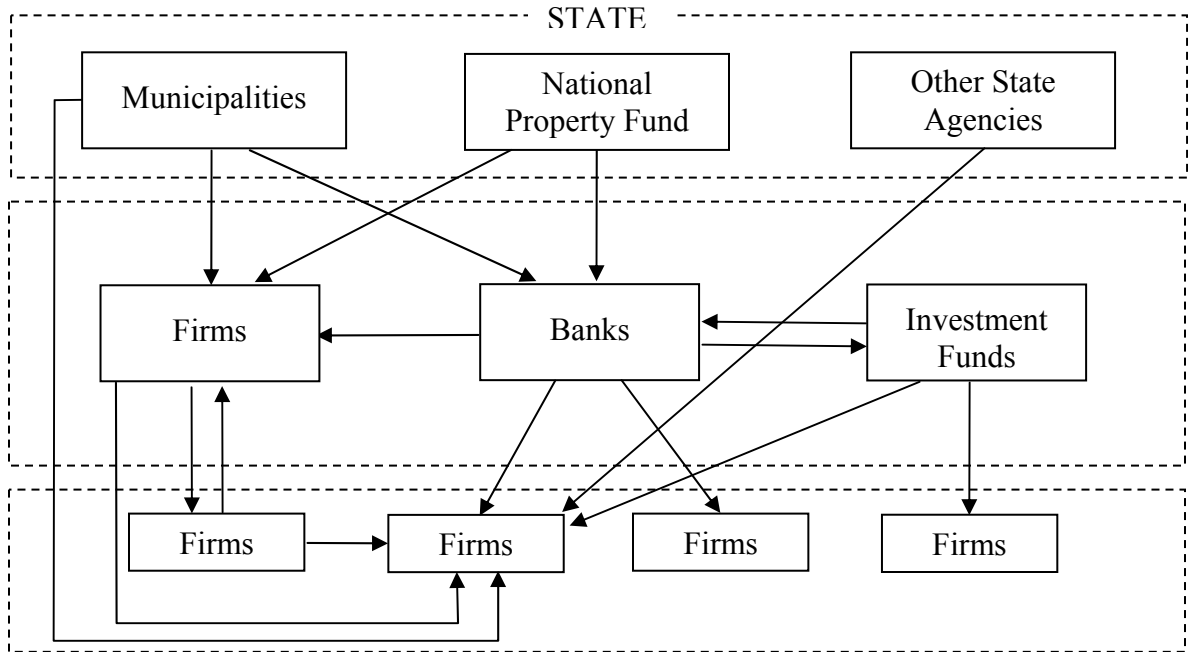 STATE
Municipalities
National
Property Fund
Other State
Agencies
Firms
Banks
Investment
Funds
Firms
Firms
Firms
Firms